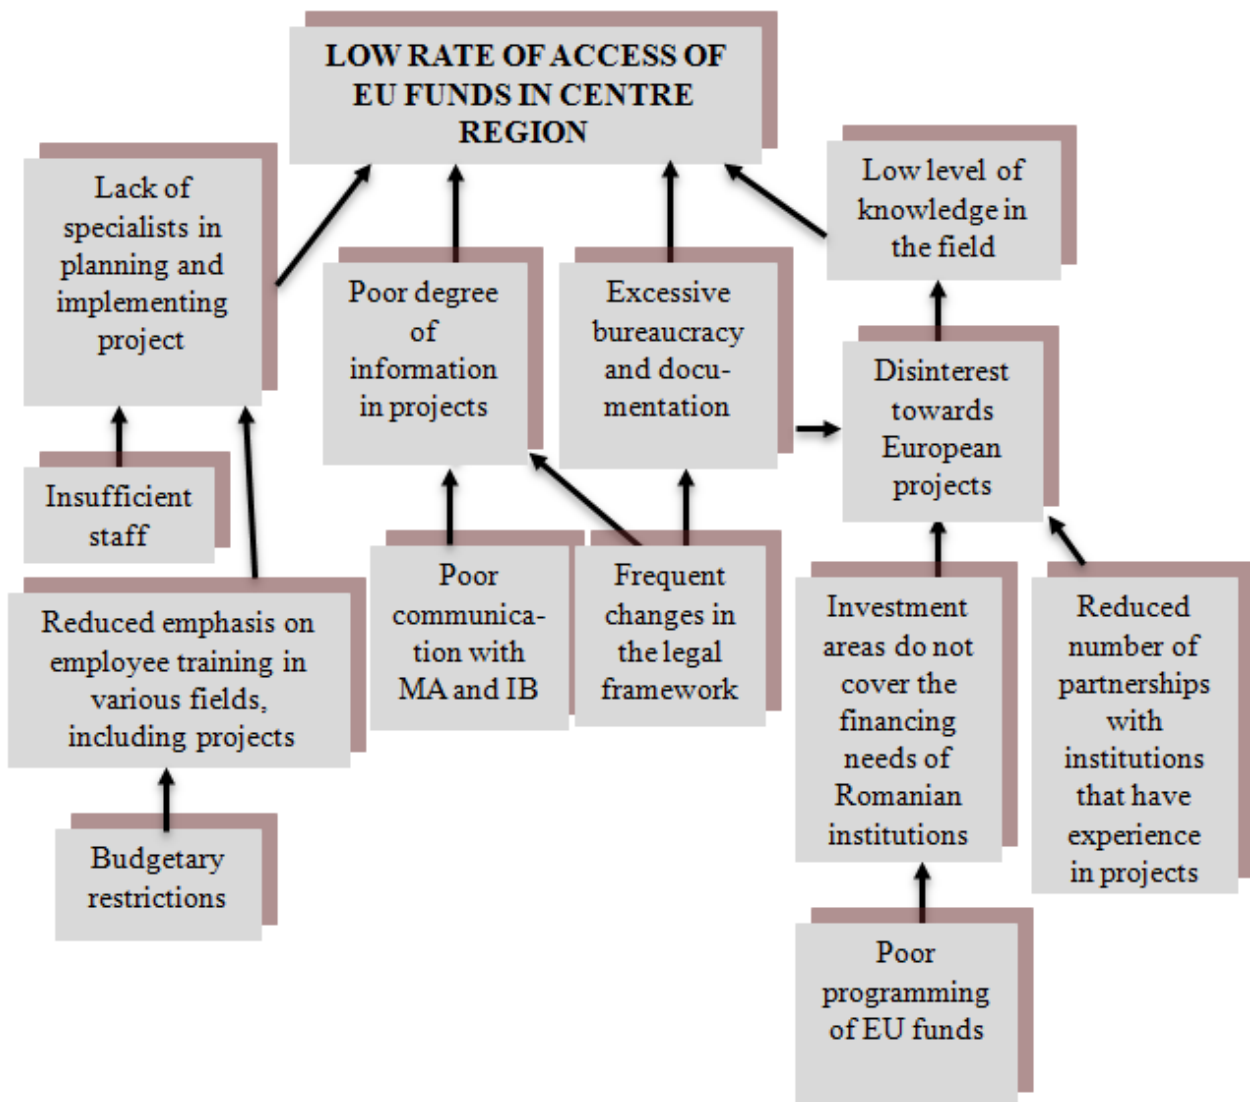 LOW RATE OF ACCESS OF
EU FUNDS IN CENTRE
REGION
Lack of
specialists in
planning and
implementing
project
Poor degree
of
information
in projects
Excessive
bureaucracy
and docu-
mentation
Low level of
knowledge in
the field
Disinterest
towards
European
projects
Insufficient
staff
Reduced emphasis on
employee training in
various fields,
including projects
Budgetary
restrictions
Poor
communica-
tion with
MA and IB
Frequent
changes in
the legal
framework
Investment
areas do not
cover the
financing
needs of
Romanian
institutions
Reduced
number of
partnerships
with
institutions
that have
experience
in projects
Poor
programming
of EU funds